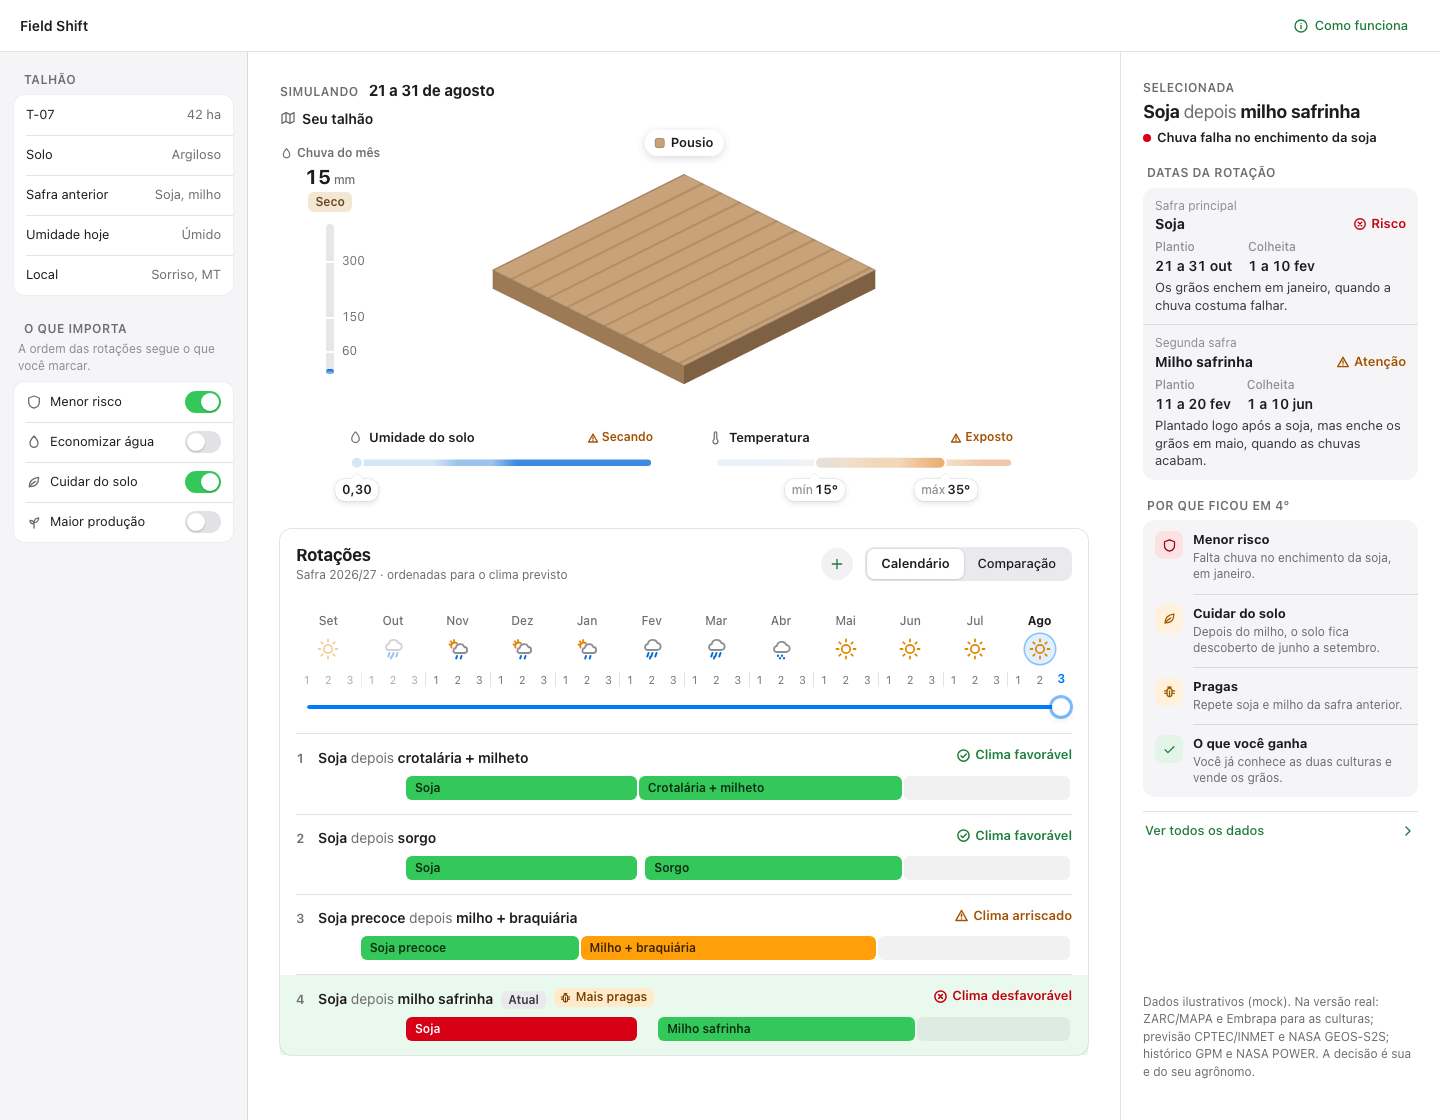 Field Shift
Como funciona
TALHÃO
T-07 42 ha
Solo Argiloso
Safra anterior Soja, milho
Umidade hoje Úmido
Local Sorriso, MT
O QUE IMPORTA
A ordem das rotações segue o que
você marcar.
Menor risco
Economizar água
Cuidar do solo
Maior produção
SIMULANDO 21 a 31 de agosto
Seu talhão
Chuva do mês
15 mm
Seco
300
150
60
Pousio
Umidade do solo Secando
0,30
Temperatura Exposto
mín 15° máx 35°
Rotações
Safra 2026/27 · ordenadas para o clima previsto
+ Calendário Comparação
Set Out Nov Dez Jan Fev Mar Abr Mai Jun Jul Ago
1 2 3 1 2 3 1 2 3 1 2 3 1 2 3 1 2 3 1 2 3 1 2 3 1 2 3 1 2 3 1 2 3 1 2 3
1 Soja depois crotalária + milheto Clima favorável
Soja Crotalária + milheto
2 Soja depois sorgo Clima favorável
Soja Sorgo
3 Soja precoce depois milho + braquiária Clima arriscado
Soja precoce Milho + braquiária
4 Soja depois milho safrinha Atual Mais pragas Clima desfavorável
Soja Milho safrinha
SELECIONADA
Soja depois milho safrinha
Chuva falha no enchimento da soja
DATAS DA ROTAÇÃO
Safra principal
Soja Risco
Plantio Colheita
21 a 31 out 1 a 10 fev
Os grãos enchem em janeiro, quando a
chuva costuma falhar.
Segunda safra
Milho safrinha Atenção
Plantio Colheita
11 a 20 fev 1 a 10 jun
Plantado logo após a soja, mas enche os
grãos em maio, quando as chuvas
acabam.
POR QUE FICOU EM 4º
Menor risco
Falta chuva no enchimento da soja,
em janeiro.
Cuidar do solo
Depois do milho, o solo fica
descoberto de junho a setembro.
Pragas
Repete soja e milho da safra anterior.
O que você ganha
Você já conhece as duas culturas e
vende os grãos.
Ver todos os dados
Dados ilustrativos (mock). Na versão real:
ZARC/MAPA e Embrapa para as culturas;
previsão CPTEC/INMET e NASA GEOS-S2S;
histórico GPM e NASA POWER. A decisão é sua
e do seu agrônomo.